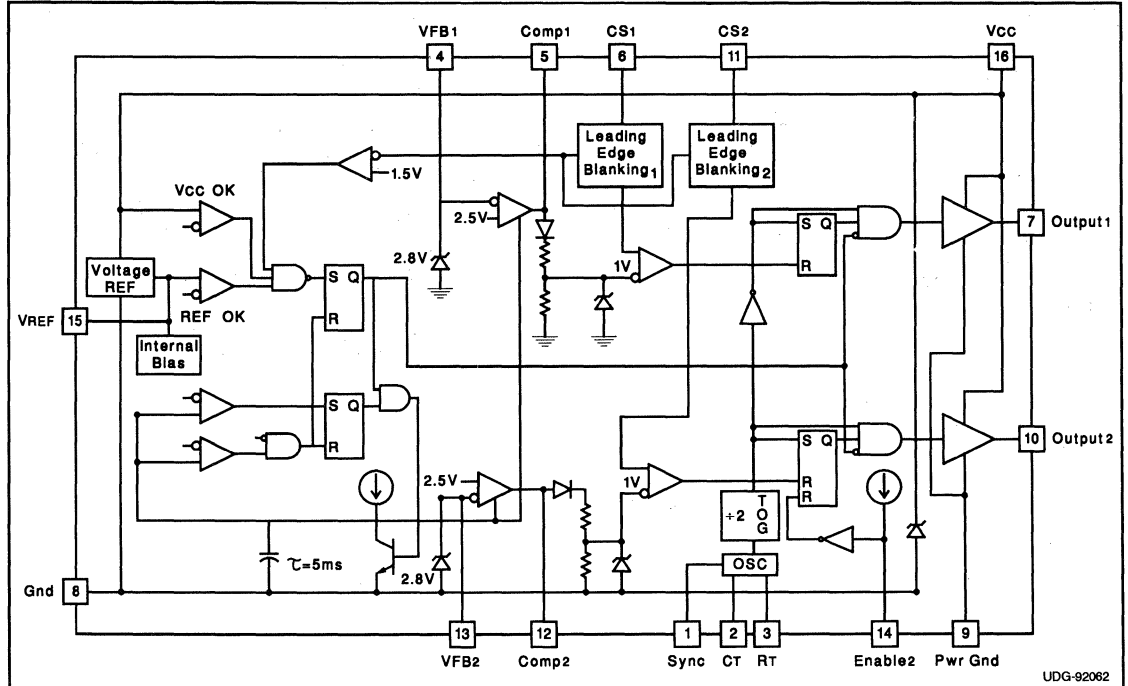 VFB1 Comp1 CS1 CS2 VCC
4 5 6 11 16
Leading Edge Blanking1
Leading Edge Blanking2
1.5V
VCC OK
2.5V
S Q
R
7 Output1
2.8V
1V
Voltage REF
S Q
R
REF OK
VREF 15
Internal Bias
S Q
R
2.5V
1V
S Q
R
R
10 Output2
÷2 TOG
τ=5ms
2.8V
OSC
Gnd 8
13 12 1 2 3 14 9
VFB2 Comp2 Sync CT RT Enable2 Pwr Gnd
UDG-92062